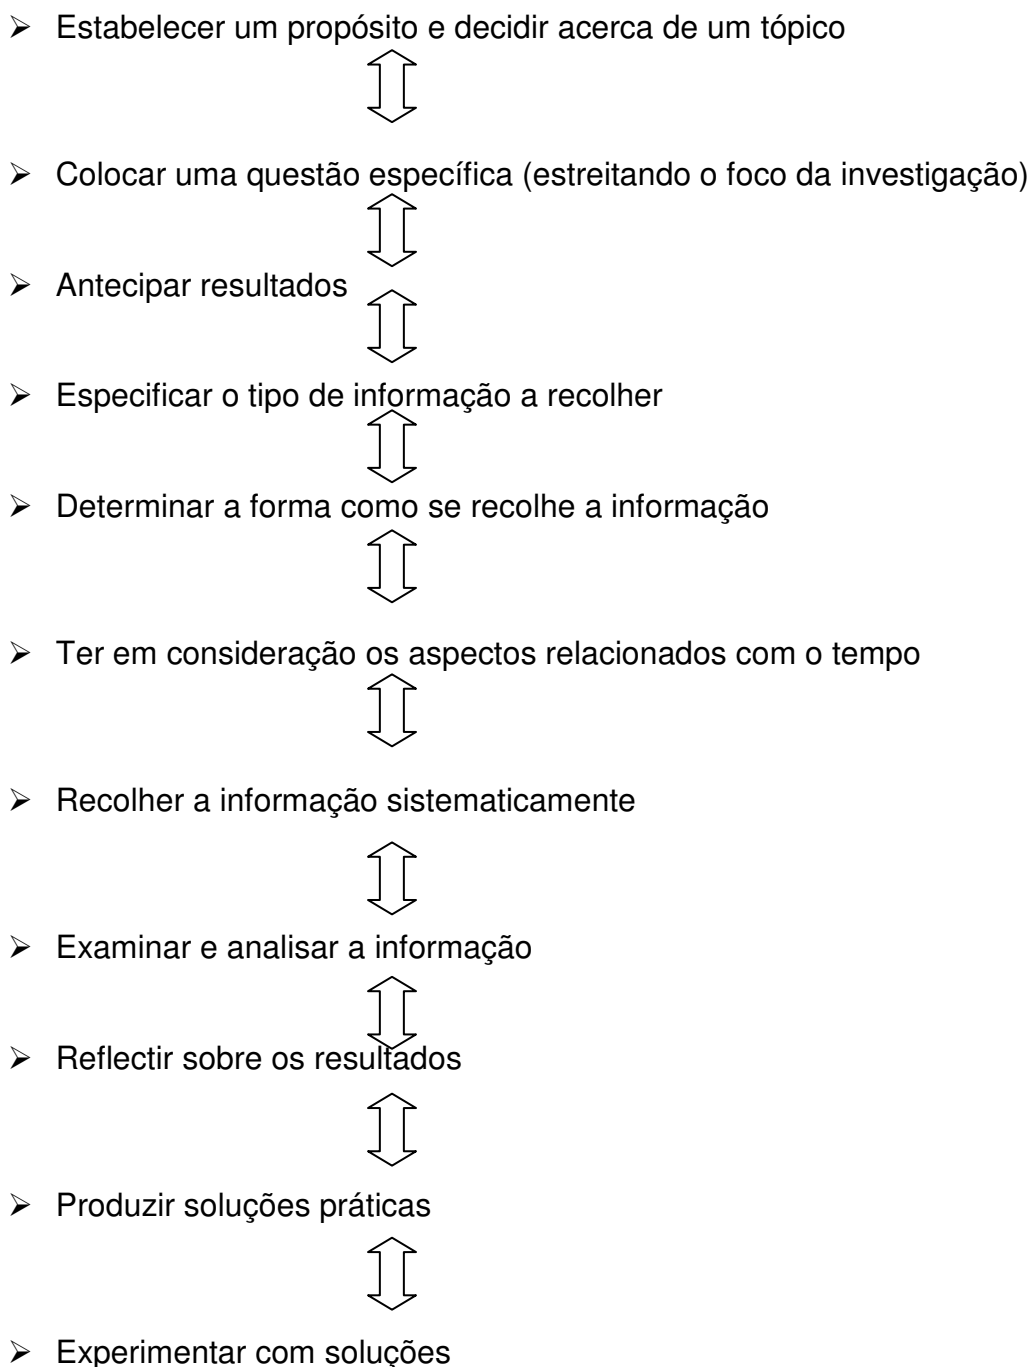 ➢ Estabelecer um propósito e decidir acerca de um tópico
➢ Colocar uma questão específica (estreitando o foco da investigação)
➢ Antecipar resultados
➢ Especificar o tipo de informação a recolher
➢ Determinar a forma como se recolhe a informação
➢ Ter em consideração os aspectos relacionados com o tempo
➢ Recolher a informação sistematicamente
➢ Examinar e analisar a informação
➢ Reflectir sobre os resultados
➢ Produzir soluções práticas
➢ Experimentar com soluções